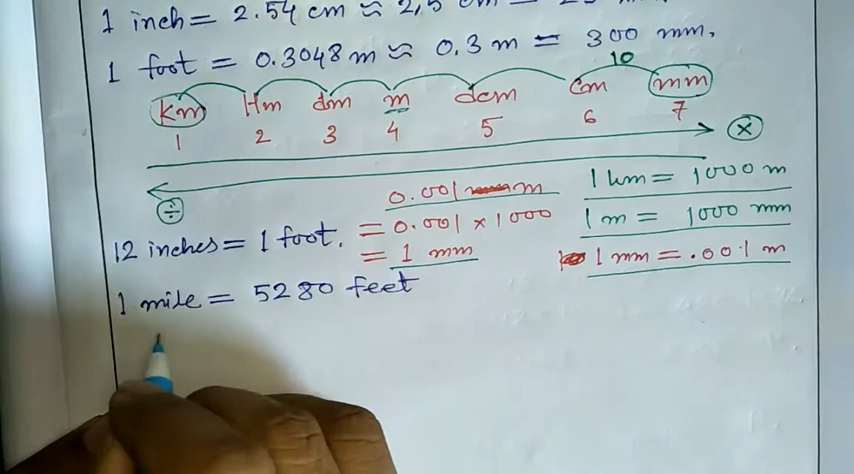 1 inch = 2.54 cm ≈ 2.5 cm =
1 foot = 0.3048 m ≈ 0.3 m = 300 mm.
10
Km Hm dm m dcm Cm mm
1 2 3 4 5 6 7
×
÷
0.001 m
= 0.001 × 1000
= 1 mm
1 km = 1000 m
1 m = 1000 mm
1 mm = .001 m
12 inches = 1 foot.
1 mile = 5280 feet